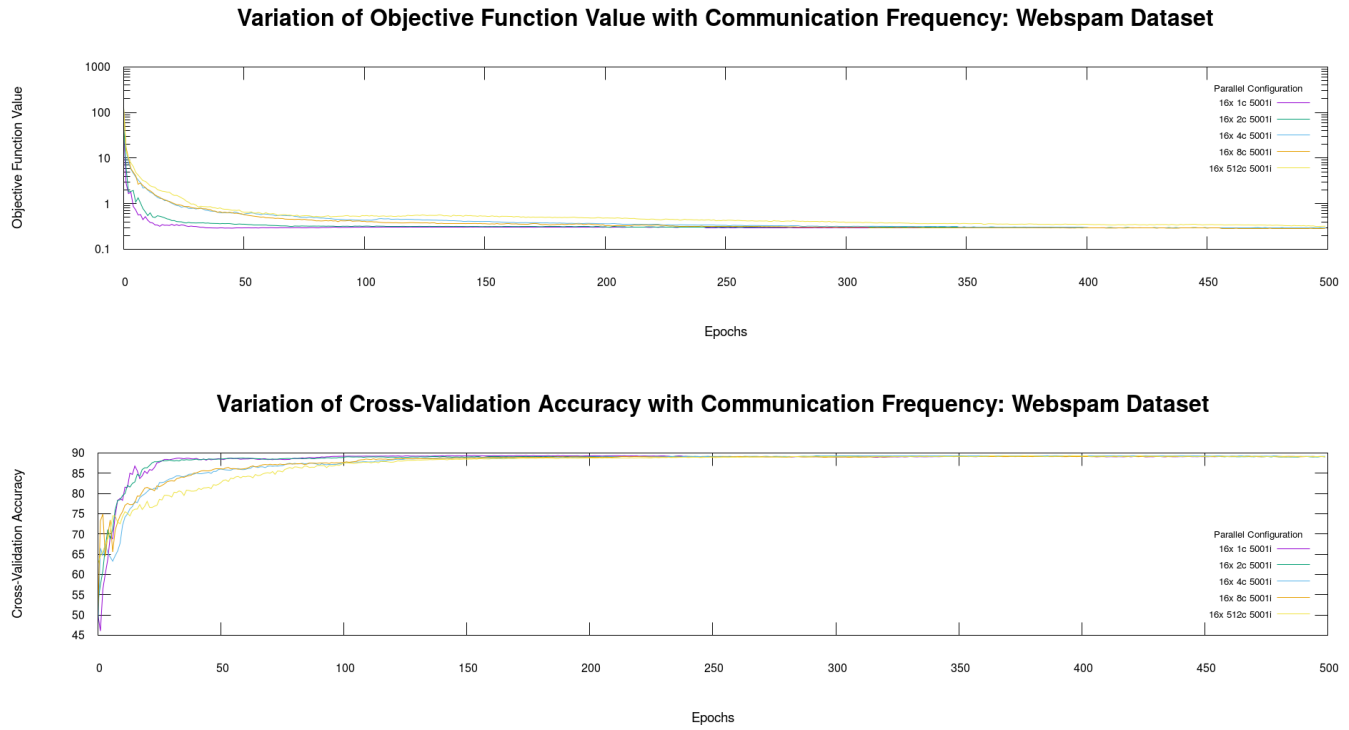 Variation of Objective Function Value with Communication Frequency: Webspam Dataset
Objective Function Value
1000
100
10
1
0.1
Parallel Configuration
16x 1c 5001i
16x 2c 5001i
16x 4c 5001i
16x 8c 5001i
16x 512c 5001i
0 50 100 150 200 250 300 350 400 450 500
Epochs
Variation of Cross-Validation Accuracy with Communication Frequency: Webspam Dataset
Cross-Validation Accuracy
90
85
80
75
70
65
60
55
50
45
Parallel Configuration
16x 1c 5001i
16x 2c 5001i
16x 4c 5001i
16x 8c 5001i
16x 512c 5001i
0 50 100 150 200 250 300 350 400 450 500
Epochs